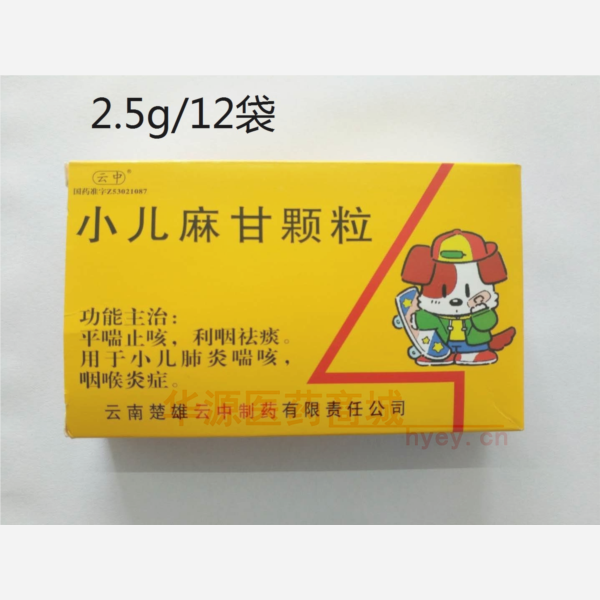 2.5g/12袋
云中®
国药准字Z53021087
小儿麻甘颗粒
功能主治：
平喘止咳，利咽祛痰。
用于小儿肺炎喘咳，
咽喉炎症。
云南楚雄云中制药有限责任公司
华源医药商城
hyey.cn